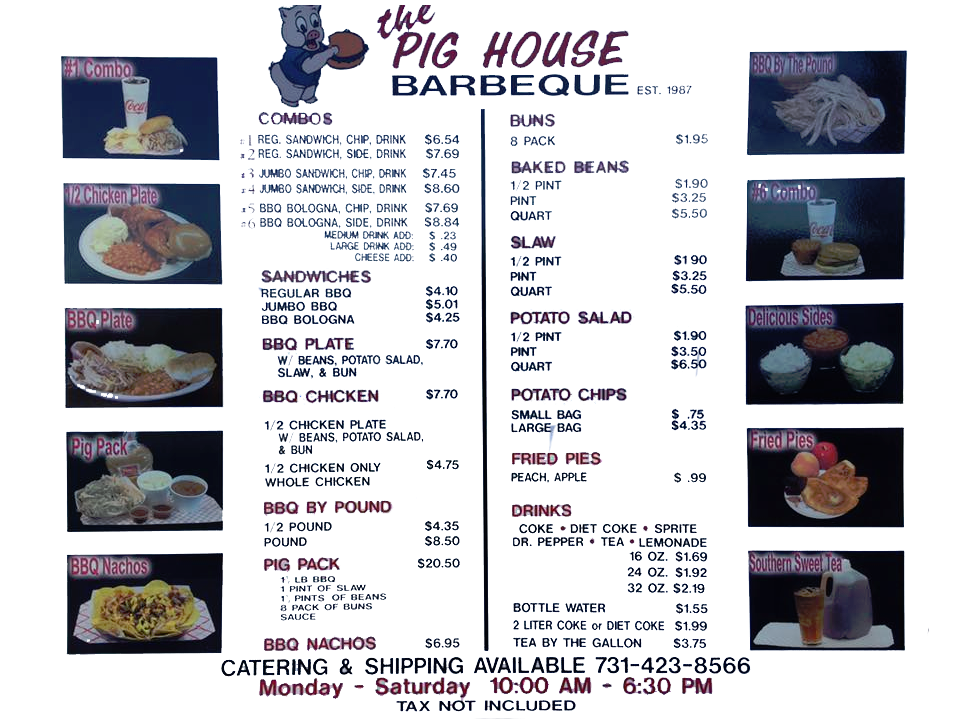 the
PIG HOUSE
BARBEQUE EST. 1987
#1 Combo
Coca
1/2 Chicken Plate
BBQ Plate
Pig Pack
BBQ Nachos
COMBOS
#1 REG. SANDWICH, CHIP, DRINK $6.54
#2 REG. SANDWICH, SIDE, DRINK $7.69
#3 JUMBO SANDWICH, CHIP, DRINK $7.45
#4 JUMBO SANDWICH, SIDE, DRINK $8.60
#5 BBQ BOLOGNA, CHIP, DRINK $7.69
#6 BBQ BOLOGNA, SIDE, DRINK $8.84
MEDIUM DRINK ADD: $ .23
LARGE DRINK ADD: $ .49
CHEESE ADD: $ .40
SANDWICHES
REGULAR BBQ $4.10
JUMBO BBQ $5.01
BBQ BOLOGNA $4.25
BBQ PLATE $7.70
W/ BEANS, POTATO SALAD,
SLAW, & BUN
BBQ CHICKEN $7.70
1/2 CHICKEN PLATE
W/ BEANS, POTATO SALAD,
& BUN
1/2 CHICKEN ONLY $4.75
WHOLE CHICKEN
BBQ BY POUND
1/2 POUND $4.35
POUND $8.50
PIG PACK $20.50
LB BBQ
1 PINT OF SLAW
PINTS OF BEANS
8 PACK OF BUNS
SAUCE
BBQ NACHOS $6.95
BUNS
8 PACK $1.95
BAKED BEANS
1/2 PINT $1.90
PINT $3.25
QUART $5.50
SLAW
1/2 PINT $1 90
PINT $3.25
QUART $5.50
POTATO SALAD
1/2 PINT $1.90
PINT $3.50
QUART $6.50
POTATO CHIPS
SMALL BAG $ .75
LARGE BAG $4.35
FRIED PIES
PEACH, APPLE $ .99
DRINKS
COKE • DIET COKE • SPRITE
DR. PEPPER • TEA • LEMONADE
16 OZ. $1.69
24 OZ. $1.92
32 OZ. $2.19
BOTTLE WATER $1.55
2 LITER COKE or DIET COKE $1.99
TEA BY THE GALLON $3.75
BBQ By The Pound
#6 Combo
Delicious Sides
Fried Pies
Southern Sweet Tea
CATERING & SHIPPING AVAILABLE 731-423-8566
Monday - Saturday 10:00 AM - 6:30 PM
TAX NOT INCLUDED